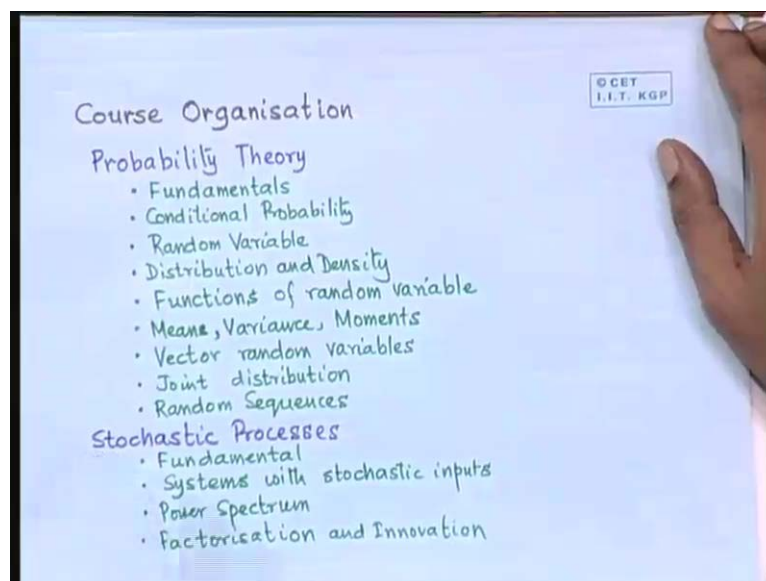 © CET
I.I.T. KGP
Course Organisation
Probability Theory
• Fundamentals
• Conditional Probability
• Random Variable
• Distribution and Density
• Functions of random variable
• Means, Variance, Moments
• Vector random variables
• Joint distribution
• Random Sequences
Stochastic Processes
• Fundamental
• Systems with stochastic inputs
• Power Spectrum
• Factorisation and Innovation